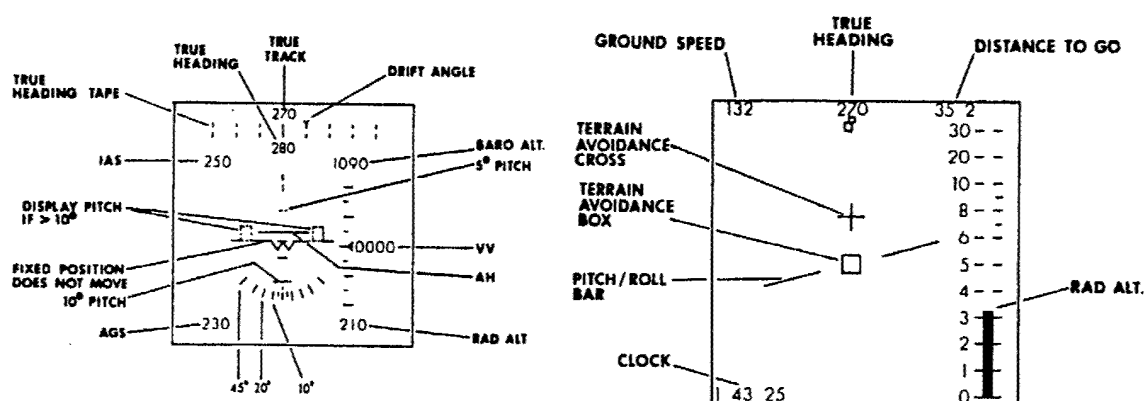 TRUE
TRACK
TRUE
HEADING
DRIFT ANGLE
TRUE
HEADING TAPE
270
280
IAS
250
1090
BARO ALT.
5° PITCH
DISPLAY PITCH
IF > 10°
0000
VV
FIXED POSITION
DOES NOT MOVE
AH
10° PITCH
AGS
230
210
RAD ALT
45° 20° 10°
GROUND SPEED
TRUE
HEADING
DISTANCE TO GO
132
270
35 2
30
20
10
8
6
5
4
3
2
1
0
TERRAIN
AVOIDANCE
CROSS
TERRAIN
AVOIDANCE
BOX
PITCH/ROLL
BAR
RAD ALT.
CLOCK
1 43 25